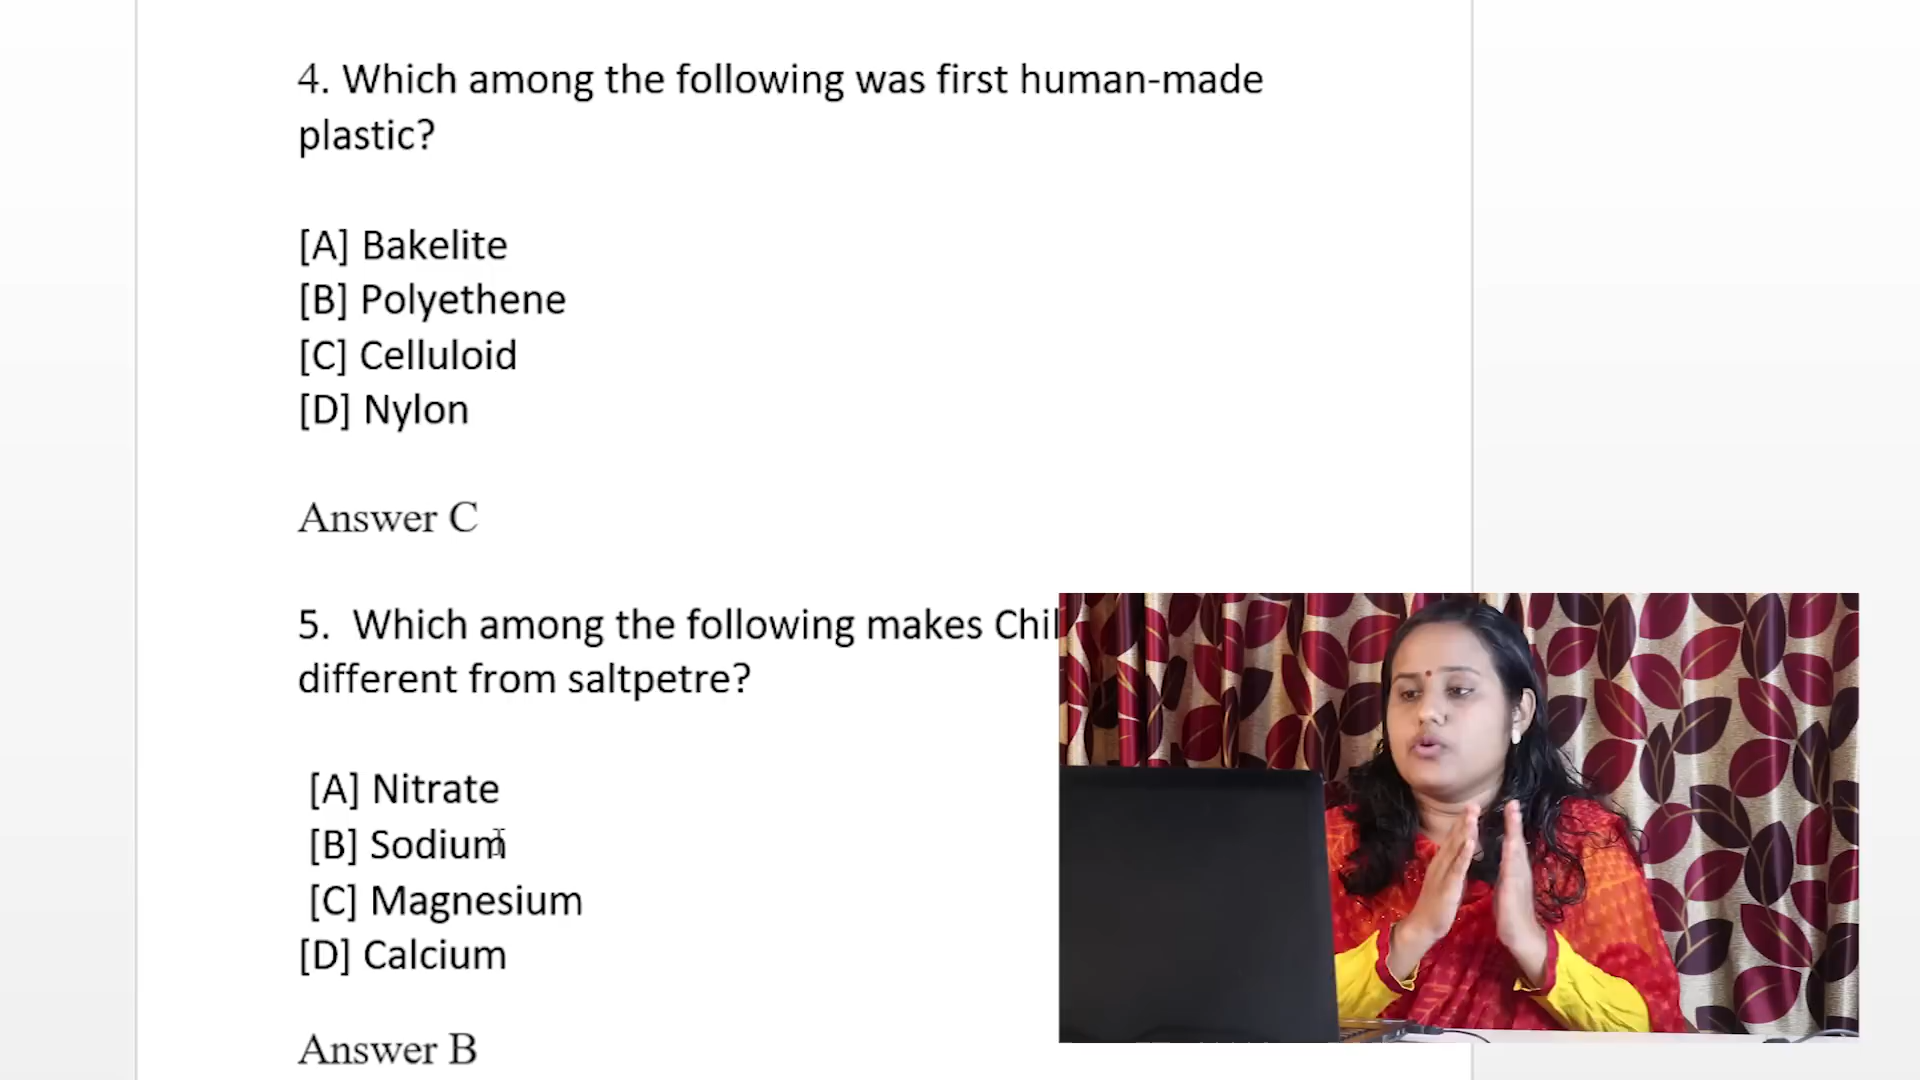 4. Which among the following was first human-made
plastic?
[A] Bakelite
[B] Polyethene
[C] Celluloid
[D] Nylon
Answer C
5. Which among the following makes
different from saltpetre?
[A] Nitrate
[B] Sodium
[C] Magnesium
[D] Calcium
Answer B